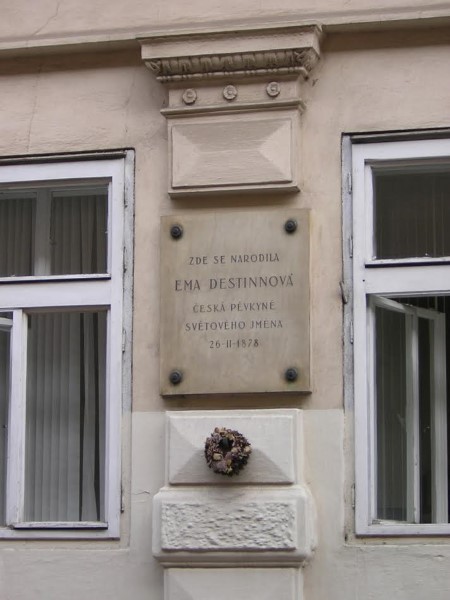 ZDE SE NARODILA
EMA DESTINNOVÁ
ČESKÁ PĚVKYNĚ
SVĚTOVÉHO JMÉNA
26·II·1878